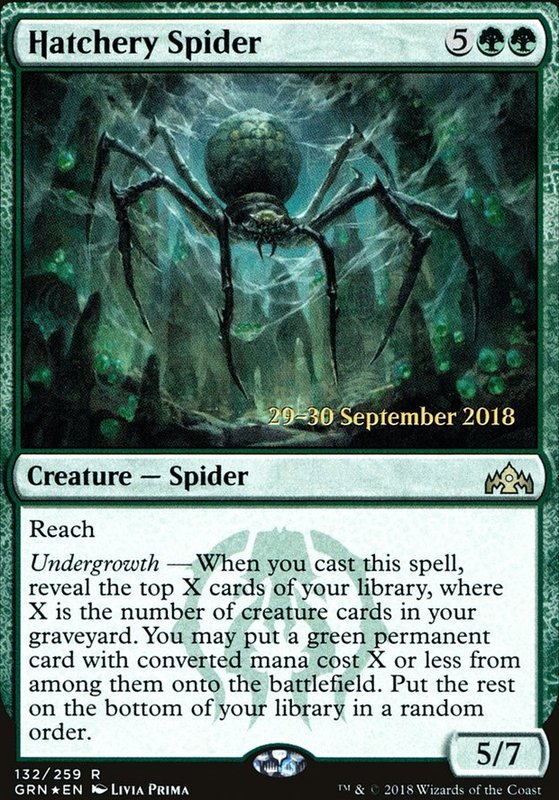 Hatchery Spider 5
29-30 September 2018
Creature — Spider
Reach
Undergrowth — When you cast this spell,
reveal the top X cards of your library, where
X is the number of creature cards in your
graveyard. You may put a green permanent
card with converted mana cost X or less from
among them onto the battlefield. Put the rest
on the bottom of your library in a random
order.
5/7
132/259 R
GRN ★ EN LIVIA PRIMA
™ & © 2018 Wizards of the Coast